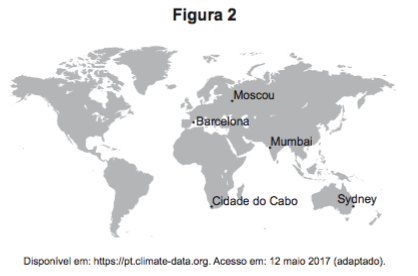 Figura 2
Moscou
Barcelona
Mumbai
Cidade do Cabo
Sydney
Disponível em: https://pt.climate-data.org. Acesso em: 12 maio 2017 (adaptado).